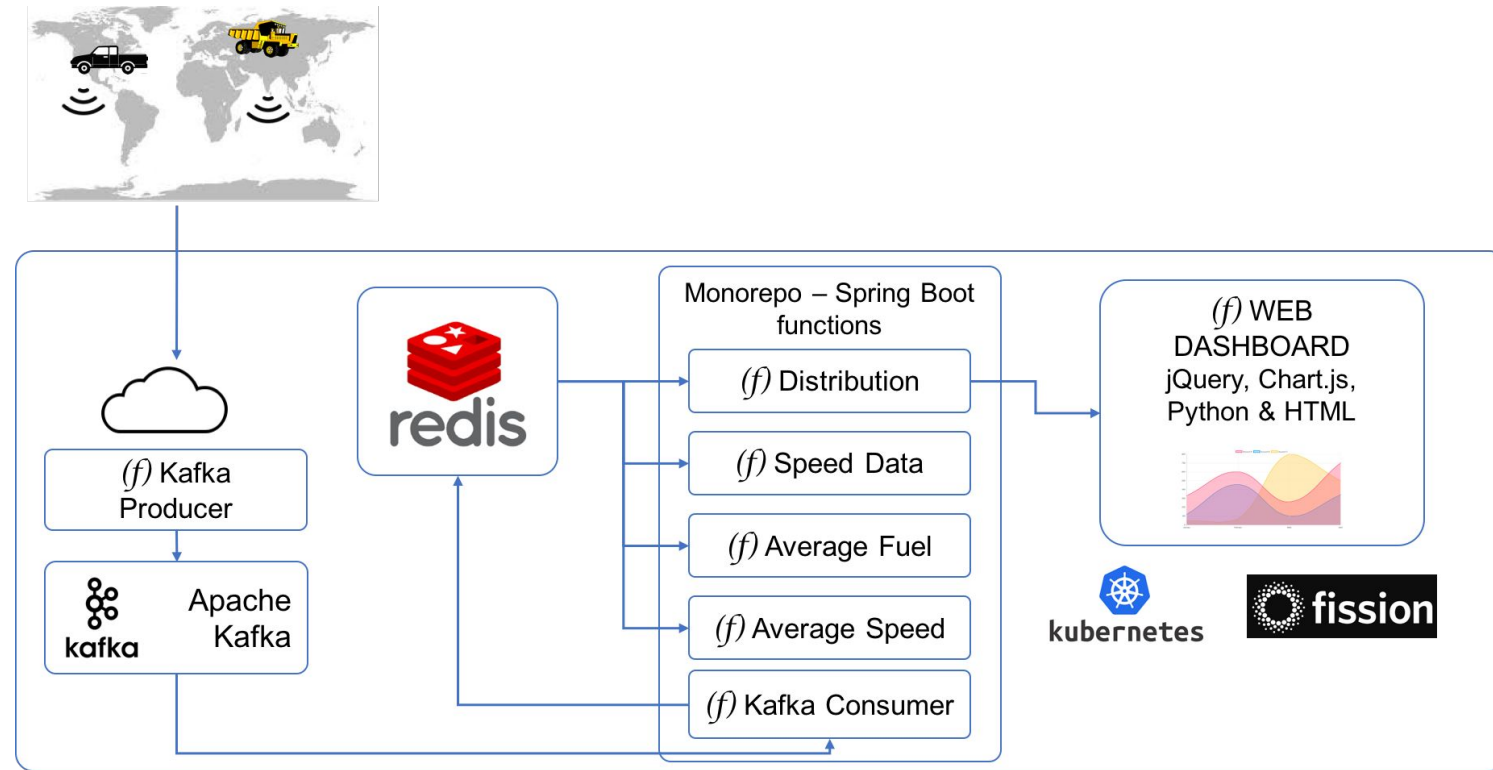 (f) Kafka
Producer
kafka
Apache
Kafka
redis
Monorepo – Spring Boot
functions
(f) Distribution
(f) Speed Data
(f) Average Fuel
(f) Average Speed
(f) Kafka Consumer
(f) WEB
DASHBOARD
jQuery, Chart.js,
Python & HTML
kubernetes
fission